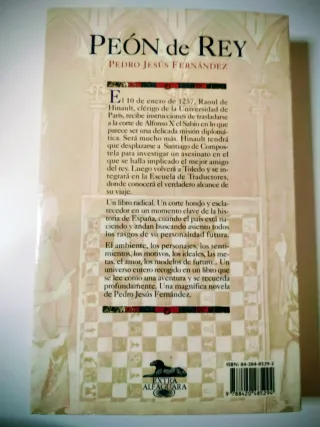 PEÓN de REY
PEDRO JESÚS FERNÁNDEZ
El 10 de enero de 1257, Raoul de
Hinault, clérigo de la Universidad de
París, recibe instrucciones de trasladarse
a la corte de Alfonso X el Sabio en lo que
parece ser una delicada misión diplomá-
tica. Será mucho más. Hinault tendrá
que desplazarse a Santiago de Compos-
tela para investigar un asesinato en el
que se halla implicado el mejor amigo
del rey. Luego volverá a Toledo y se in-
tegrará en la Escuela de Traductores,
donde conocerá el verdadero alcance de
su viaje.
Un libro radical. Un corte hondo y escla-
recedor en un momento clave de la his-
toria de España, cuando el país está na-
ciendo y andan buscando asiento todos
los rasgos de su personalidad futura.
El ambiente, los personajes, los senti-
mientos, los motivos, los ideales, las me-
tas, el amor, los modelos de futuro... Un
universo entero recogido en un libro que
se lee como una aventura y se recuerda
profundamente. Una magnífica novela
de Pedro Jesús Fernández.
EXTRA
ALFAGUARA
ISBN: 84-204-8529-2
9788420485294